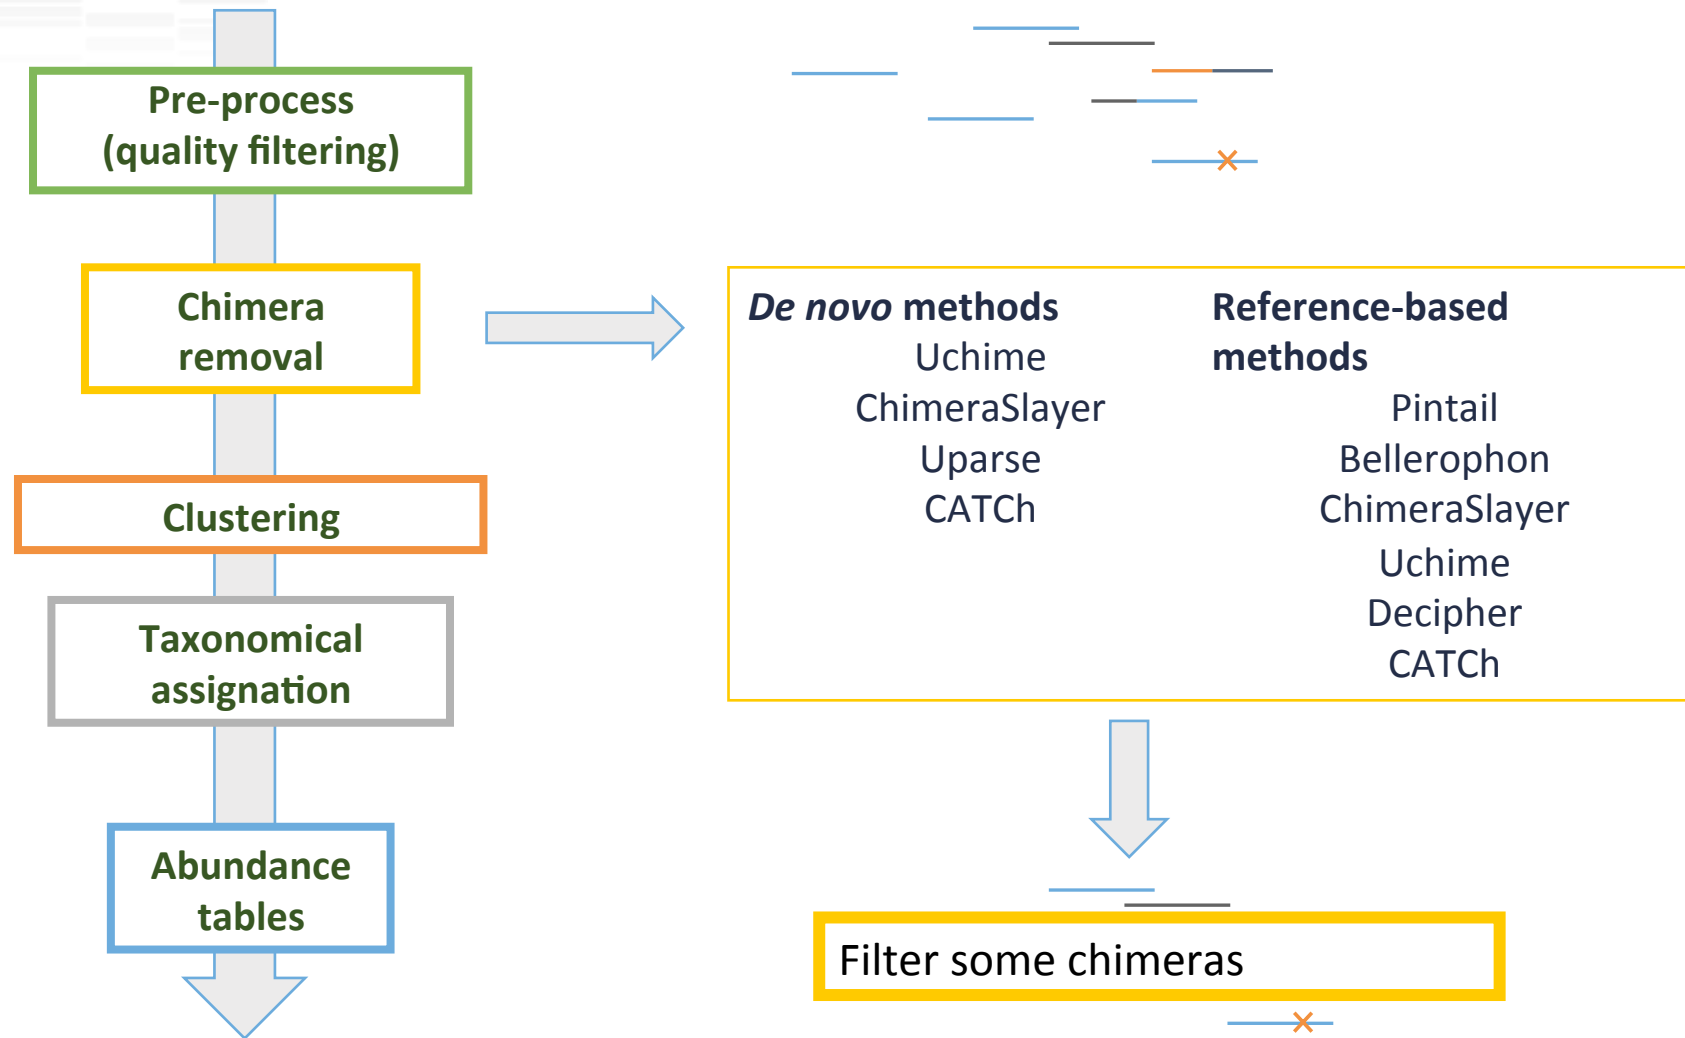 Pre-process
(quality filtering)
Chimera
removal
Clustering
Taxonomical
assignation
Abundance
tables
De novo methods
Uchime
ChimeraSlayer
Uparse
CATCh
Reference-based
methods
Pintail
Bellerophon
ChimeraSlayer
Uchime
Decipher
CATCh
Filter some chimeras